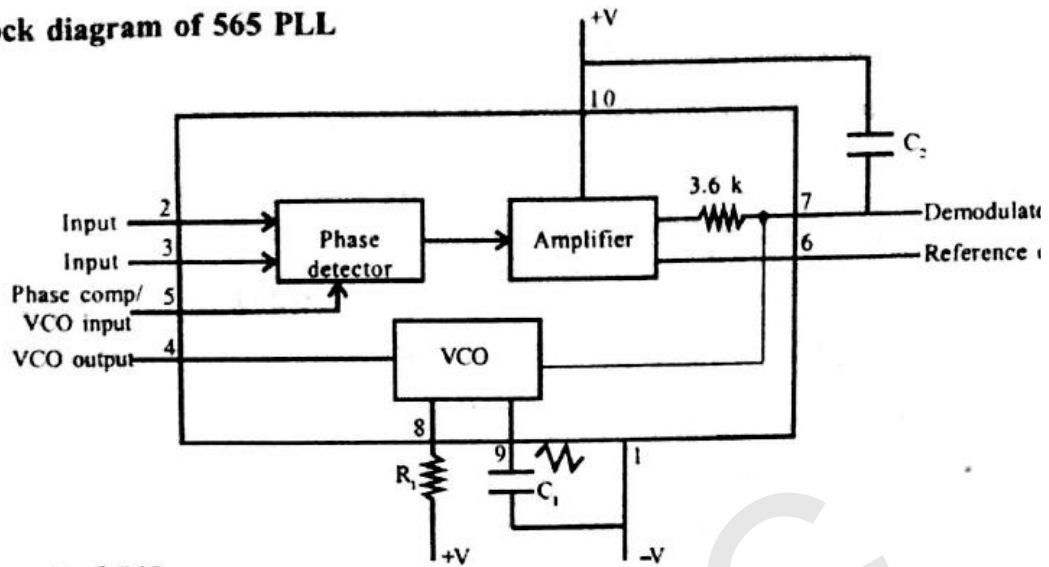 diagram of 565 PLL
+V
10
C₂
3.6 k
Input 2
7
Demodulate
Phase detector
Amplifier
Input 3
6
Reference
Phase comp/ 5
VCO input
VCO output 4
VCO
8
9
1
R₁
C₁
+V
-V